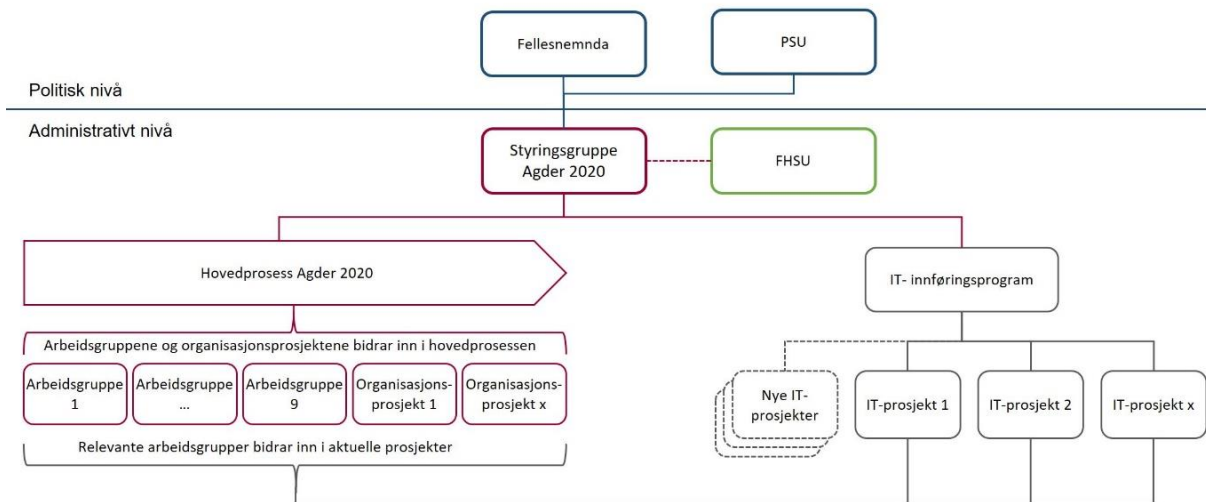 Fellesnemnda
PSU
Politisk nivå
Administrativt nivå
Styringsgruppe
Agder 2020
FHSU
Hovedprosess Agder 2020
IT- innføringsprogram
Arbeidsgruppene og organisasjonsprosjektene bidrar inn i hovedprosessen
Arbeidsgruppe
1
Arbeidsgruppe
...
Arbeidsgruppe
9
Organisasjons-
prosjekt 1
Organisasjons-
prosjekt x
Nye IT-
prosjekter
IT-prosjekt 1
IT-prosjekt 2
IT-prosjekt x
Relevante arbeidsgrupper bidrar inn i aktuelle prosjekter